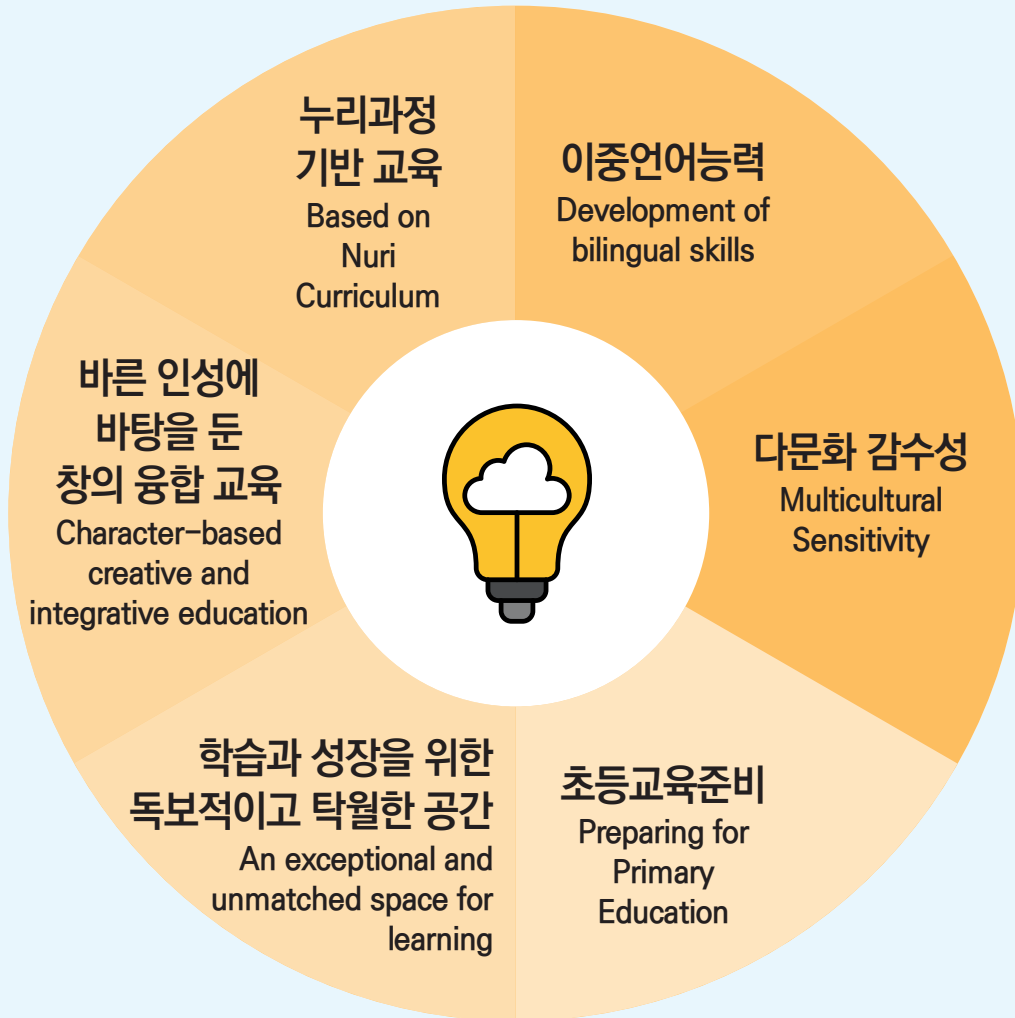 누리과정
기반 교육
Based on
Nuri
Curriculum
이중언어능력
Development of
bilingual skills
다문화 감수성
Multicultural
Sensitivity
초등교육준비
Preparing for
Primary
Education
학습과 성장을 위한
독보적이고 탁월한 공간
An exceptional and
unmatched space for
learning
바른 인성에
바탕을 둔
창의 융합 교육
Character-based
creative and
integrative education